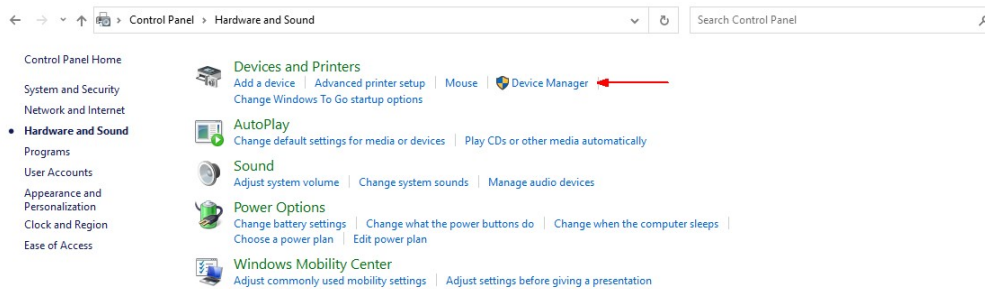 Control Panel > Hardware and Sound
Search Control Panel
Control Panel Home
System and Security
Network and Internet
Hardware and Sound
Programs
User Accounts
Appearance and
Personalization
Clock and Region
Ease of Access
Devices and Printers
Add a device | Advanced printer setup | Mouse | Device Manager |
Change Windows To Go startup options
AutoPlay
Change default settings for media or devices | Play CDs or other media automatically
Sound
Adjust system volume | Change system sounds | Manage audio devices
Power Options
Change battery settings | Change what the power buttons do | Change when the computer sleeps |
Choose a power plan | Edit power plan
Windows Mobility Center
Adjust commonly used mobility settings | Adjust settings before giving a presentation